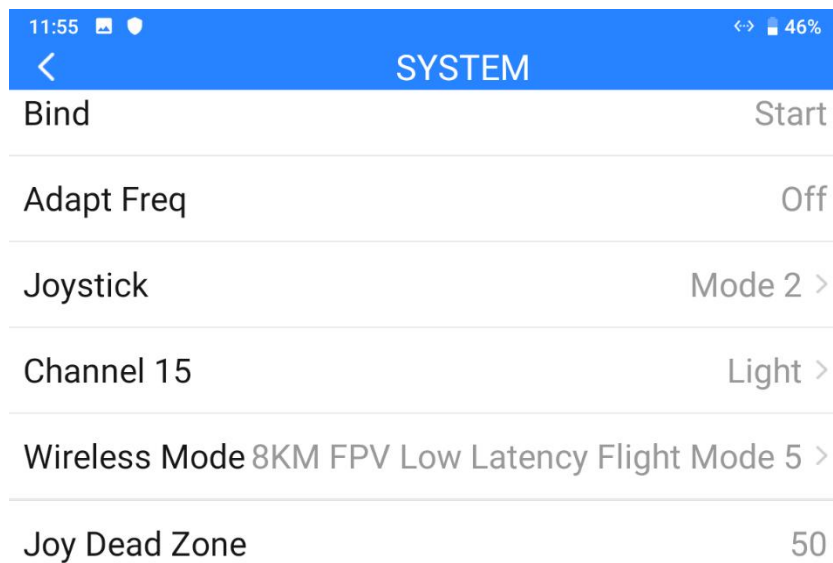 11:55 46%
SYSTEM
Bind Start
Adapt Freq Off
Joystick Mode 2
Channel 15 Light
Wireless Mode 8KM FPV Low Latency Flight Mode 5
Joy Dead Zone 50